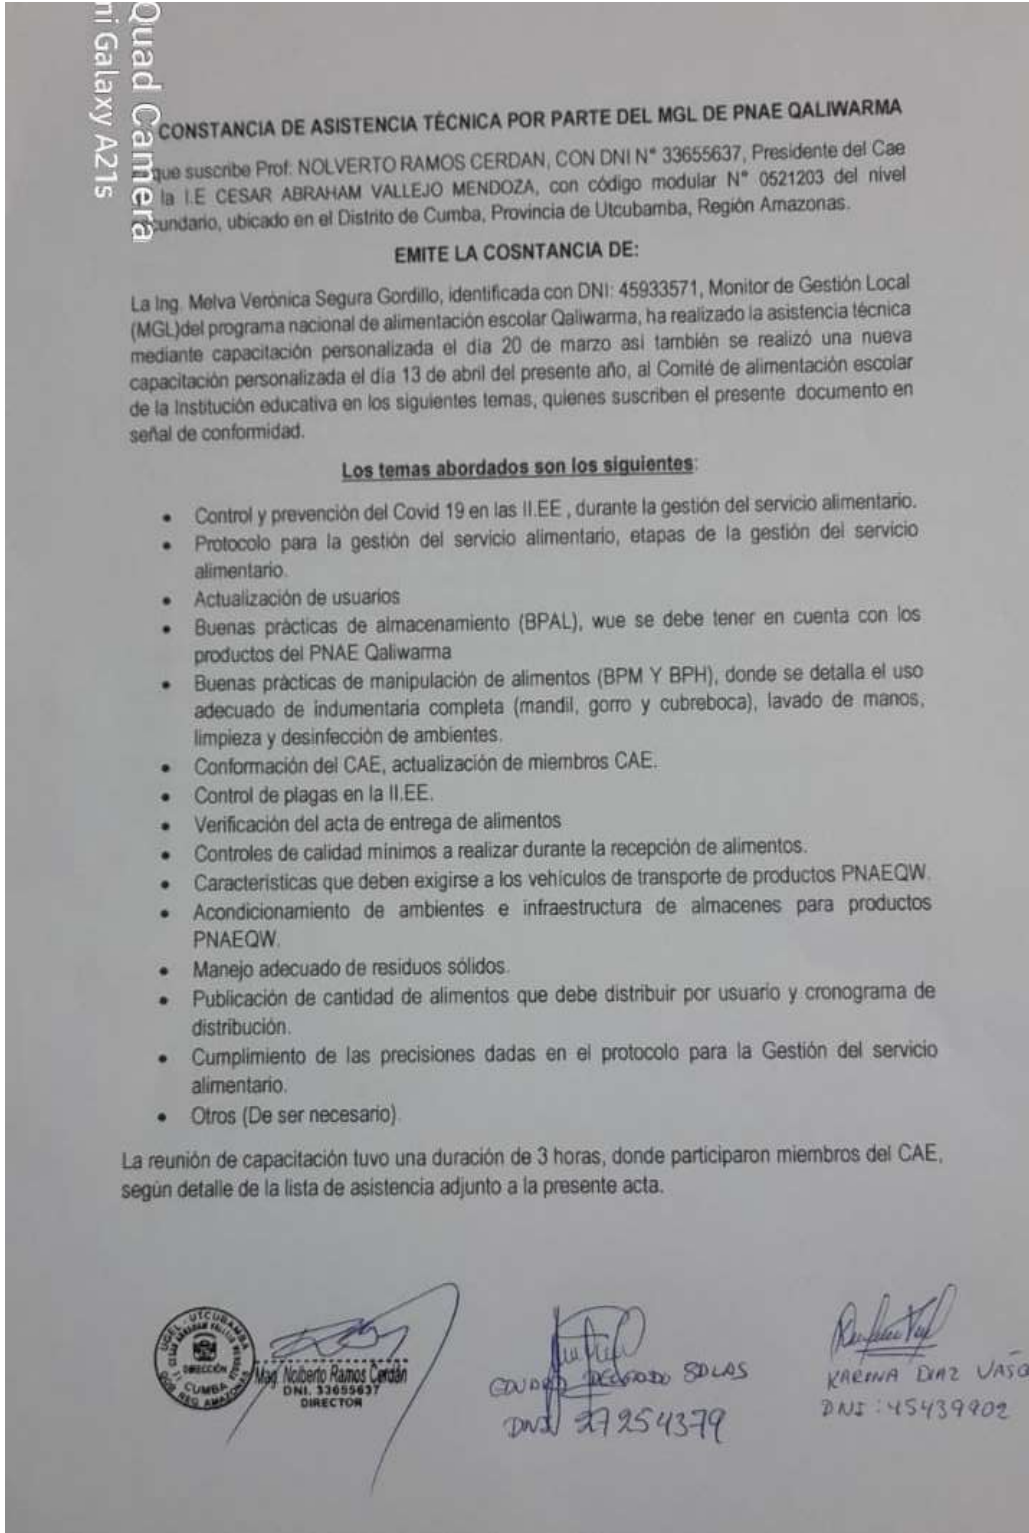 Quad Camera
ni Galaxy A21s
CONSTANCIA DE ASISTENCIA TÉCNICA POR PARTE DEL MGL DE PNAE QALIWARMA
que suscribe Prof: NOLVERTO RAMOS CERDAN, CON DNI N° 33655637, Presidente del Cae
la I.E CESAR ABRAHAM VALLEJO MENDOZA, con código modular N° 0521203 del nivel
cundario, ubicado en el Distrito de Cumba, Provincia de Utcubamba, Región Amazonas.
EMITE LA COSNTANCIA DE:
La Ing. Melva Verónica Segura Gordillo, identificada con DNI: 45933571, Monitor de Gestión Local
(MGL)del programa nacional de alimentación escolar Qaliwarma, ha realizado la asistencia técnica
mediante capacitación personalizada el día 20 de marzo asi también se realizó una nueva
capacitación personalizada el día 13 de abril del presente año, al Comité de alimentación escolar
de la Institución educativa en los siguientes temas, quienes suscriben el presente documento en
señal de conformidad.
Los temas abordados son los siguientes:
• Control y prevención del Covid 19 en las II.EE , durante la gestión del servicio alimentario.
• Protocolo para la gestión del servicio alimentario, etapas de la gestión del servicio
alimentario.
• Actualización de usuarios
• Buenas prácticas de almacenamiento (BPAL), wue se debe tener en cuenta con los
productos del PNAE Qaliwarma
• Buenas prácticas de manipulación de alimentos (BPM Y BPH), donde se detalla el uso
adecuado de indumentaria completa (mandil, gorro y cubreboca), lavado de manos,
limpieza y desinfección de ambientes.
• Conformación del CAE, actualización de miembros CAE.
• Control de plagas en la II.EE.
• Verificación del acta de entrega de alimentos
• Controles de calidad mínimos a realizar durante la recepción de alimentos.
• Características que deben exigirse a los vehículos de transporte de productos PNAEQW.
• Acondicionamiento de ambientes e infraestructura de almacenes para productos
PNAEQW.
• Manejo adecuado de residuos sólidos.
• Publicación de cantidad de alimentos que debe distribuir por usuario y cronograma de
distribución.
• Cumplimiento de las precisiones dadas en el protocolo para la Gestión del servicio
alimentario.
• Otros (De ser necesario).
La reunión de capacitación tuvo una duración de 3 horas, donde participaron miembros del CAE,
según detalle de la lista de asistencia adjunto a la presente acta.
UGEL - UTCUBAMBA
DIRECCIÓN
CUMBA
GOB. REG. AMAZONAS
Mag. Nolberto Ramos Cerdán
DNI. 33655637
DIRECTOR
DELGADO SOLAS
DNI 27254379
KARINA DIAZ
DNI: 45439902